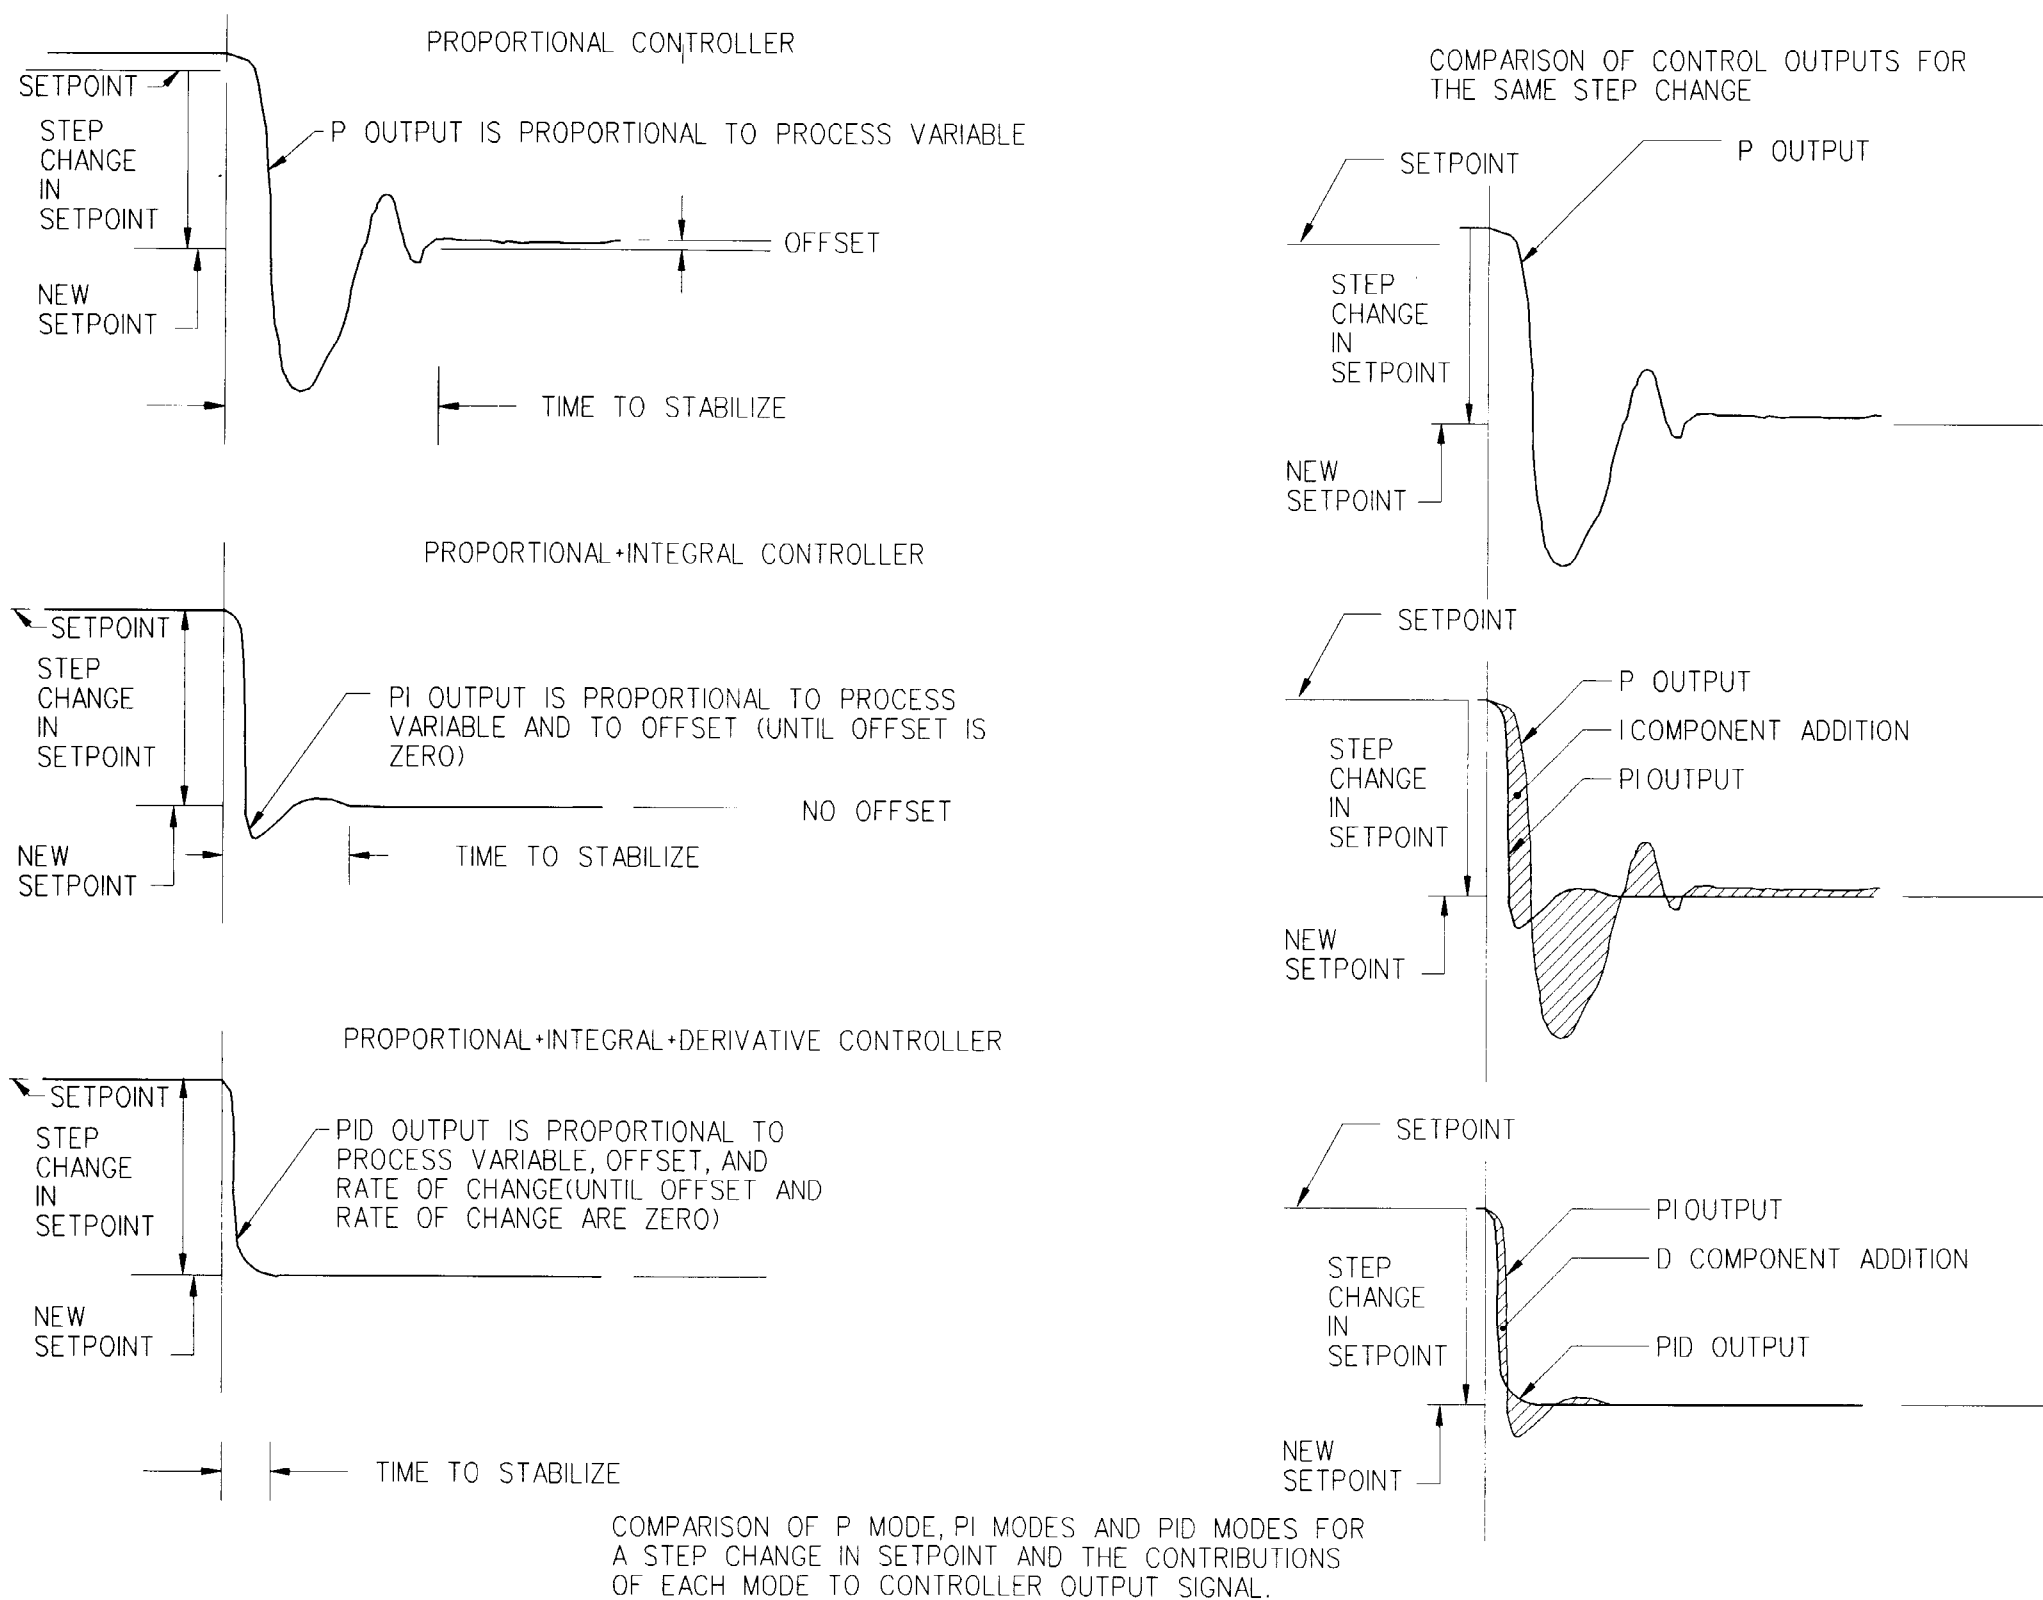 PROPORTIONAL CONTROLLER
SETPOINT
STEP
CHANGE
IN
SETPOINT
P OUTPUT IS PROPORTIONAL TO PROCESS VARIABLE
OFFSET
NEW
SETPOINT
TIME TO STABILIZE
PROPORTIONAL+INTEGRAL CONTROLLER
SETPOINT
STEP
CHANGE
IN
SETPOINT
PI OUTPUT IS PROPORTIONAL TO PROCESS
VARIABLE AND TO OFFSET (UNTIL OFFSET IS
ZERO)
NO OFFSET
NEW
SETPOINT
TIME TO STABILIZE
PROPORTIONAL+INTEGRAL+DERIVATIVE CONTROLLER
SETPOINT
STEP
CHANGE
IN
SETPOINT
PID OUTPUT IS PROPORTIONAL TO
PROCESS VARIABLE, OFFSET, AND
RATE OF CHANGE(UNTIL OFFSET AND
RATE OF CHANGE ARE ZERO)
NEW
SETPOINT
TIME TO STABILIZE
COMPARISON OF CONTROL OUTPUTS FOR
THE SAME STEP CHANGE
SETPOINT
P OUTPUT
STEP
CHANGE
IN
SETPOINT
NEW
SETPOINT
SETPOINT
P OUTPUT
I COMPONENT ADDITION
PI OUTPUT
STEP
CHANGE
IN
SETPOINT
NEW
SETPOINT
SETPOINT
PI OUTPUT
D COMPONENT ADDITION
PID OUTPUT
STEP
CHANGE
IN
SETPOINT
NEW
SETPOINT
COMPARISON OF P MODE, PI MODES AND PID MODES FOR
A STEP CHANGE IN SETPOINT AND THE CONTRIBUTIONS
OF EACH MODE TO CONTROLLER OUTPUT SIGNAL.